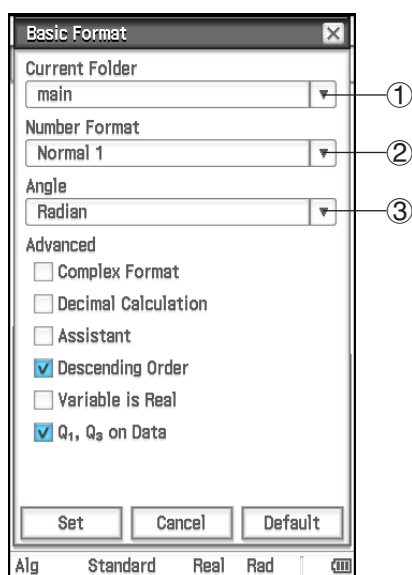 Basic Format
Current Folder
main ①
Number Format
Normal 1 ②
Angle
Radian ③
Advanced
Complex Format
Decimal Calculation
Assistant
Descending Order
Variable is Real
Q₁, Q₃ on Data
Set Cancel Default
Alg Standard Real Rad